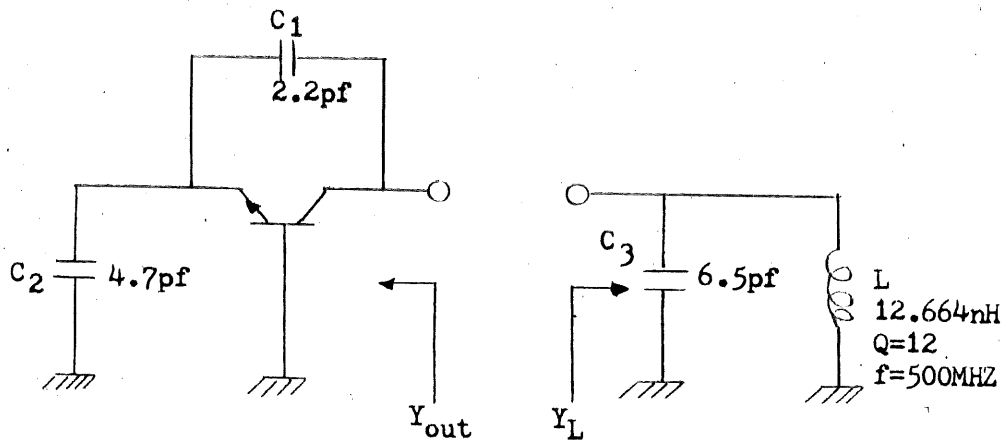 C1
2.2pf
C2 4.7pf
C3 6.5pf
L
12.664nH
Q=12
f=500MHZ
Yout
YL